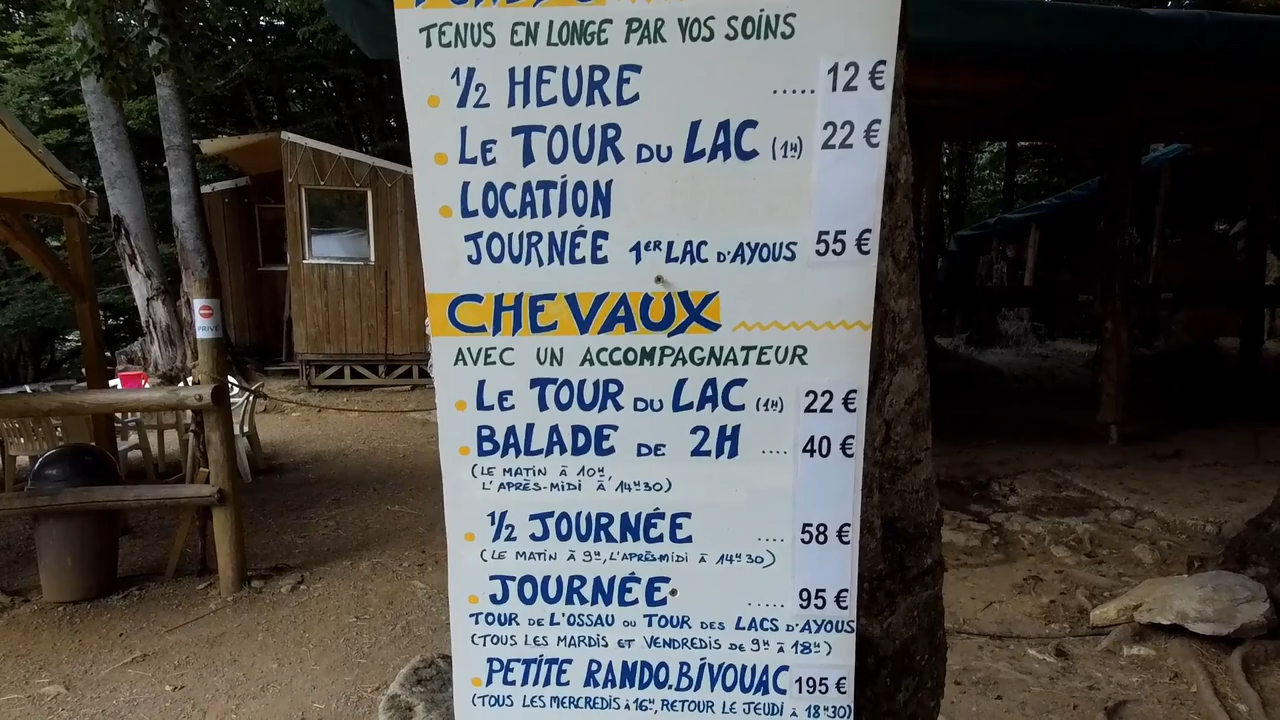 TENUS EN LONGE PAR VOS SOINS
½ HEURE ..... 12 €
LE TOUR DU LAC (1H) 22 €
LOCATION
JOURNÉE 1ER LAC D'AYOUS 55 €
CHEVAUX
AVEC UN ACCOMPAGNATEUR
LE TOUR DU LAC (1H) 22 €
BALADE DE 2H .... 40 €
(LE MATIN À 10H
L'APRÈS-MIDI À 14H30)
½ JOURNÉE .... 58 €
(LE MATIN À 9H, L'APRÈSMIDI À 14H30)
JOURNÉE ..... 95 €
TOUR DE L'OSSAU OU TOUR DES LACS D'AYOUS
(TOUS LES MARDIS ET VENDREDIS DE 9H À 18H)
PETITE RANDO.BIVOUAC 195 €
(TOUS LES MERCREDIS à 16H, RETOUR LE JEUDI à 18H30)
PRIVÉ